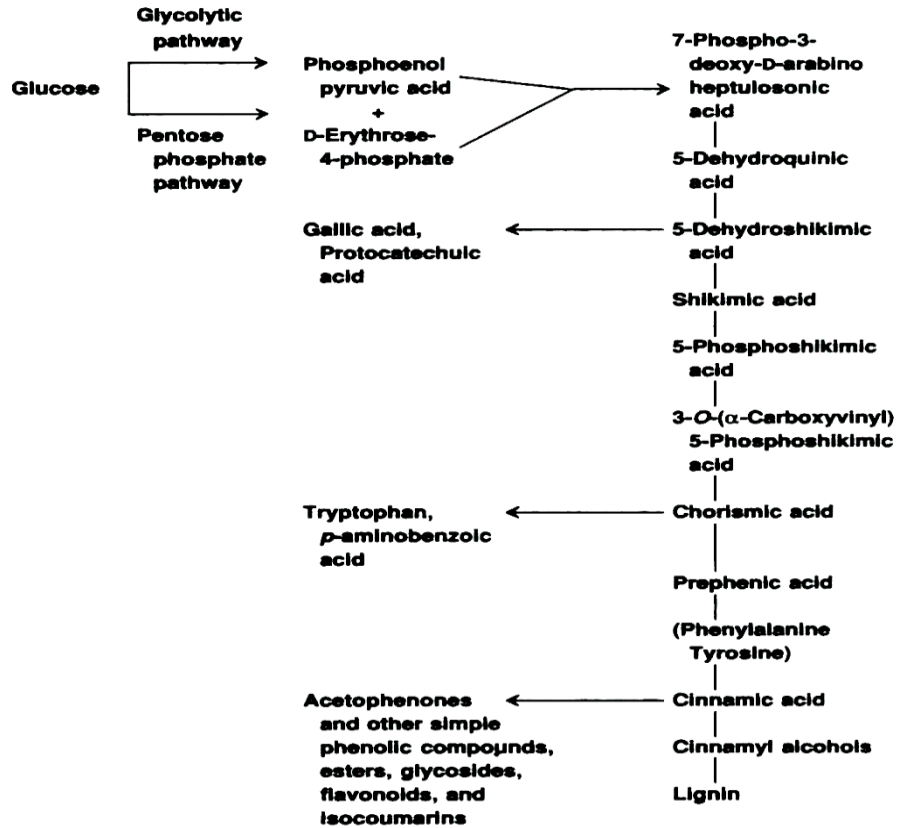 Glycolytic
pathway
Glucose
Pentose
phosphate
pathway
Phosphoenol
pyruvic acid
+
D-Erythrose-
4-phosphate
7-Phospho-3-
deoxy-D-arabino
heptulosonic
acid
5-Dehydroquinic
acid
Gallic acid,
Protocatechuic
acid
5-Dehydroshikimic
acid
Shikimic acid
5-Phosphoshikimic
acid
3-O-(α-Carboxyvinyl)
5-Phosphoshikimic
acid
Tryptophan,
p-aminobenzoic
acid
Chorismic acid
Prephenic acid
(Phenylalanine
Tyrosine)
Acetophenones
and other simple
phenolic compounds,
esters, glycosides,
flavonoids, and
isocoumarins
Cinnamic acid
Cinnamyl alcohols
Lignin